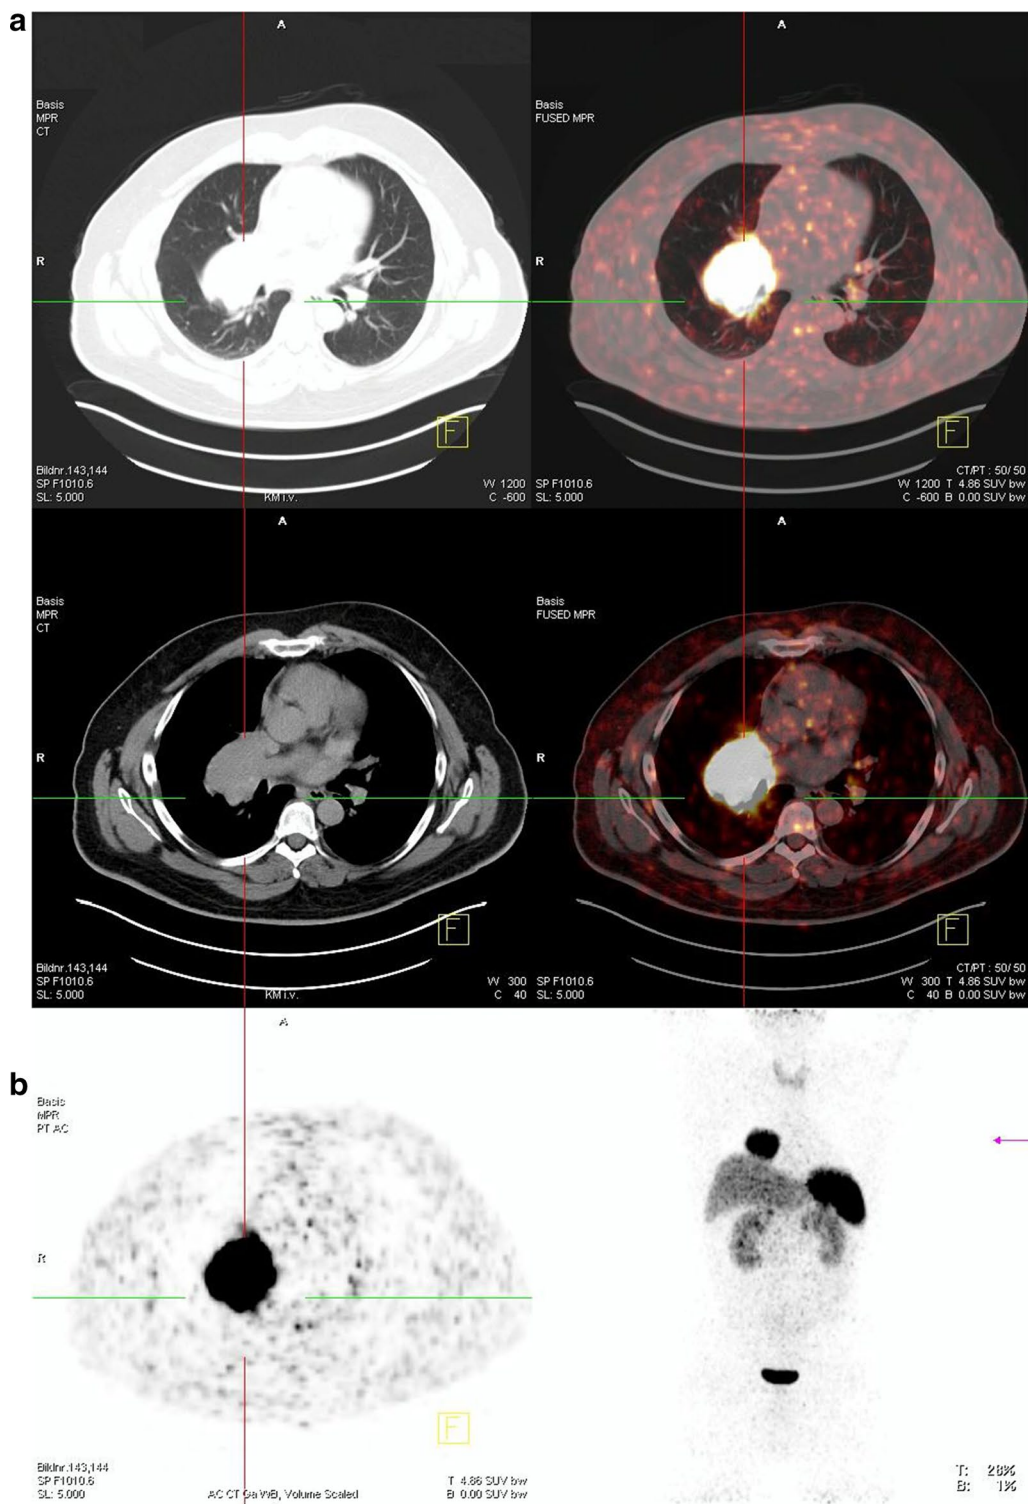 a
A
Basis
MPR
CT
R
F
Bildnr.143,144
SP F1010.6
SL: 5.000
KM i.v.
W 1200
C -600
A
Basis
FUSED MPR
R
F
SP F1010.6
SL: 5.000
CT/PT : 50/50
W 1200 T 4.86 SUV bw
C -600 B 0.00 SUV bw
A
Basis
MPR
CT
R
F
Bildnr.143,144
SP F1010.6
SL: 5.000
KM i.v.
W 300
C 40
A
Basis
FUSED MPR
R
F
SP F1010.6
SL: 5.000
CT/PT : 50/50
W 300 T 4.86 SUV bw
C 40 B 0.00 SUV bw
b
A
Basis
MPR
PT AC
R
F
Bildnr.143,144
SP F1010.6
SL: 5.000
AC CT Ga WB, Volume Scaled
T 4.86 SUV bw
B 0.00 SUV bw
T: 28%
B: 1%